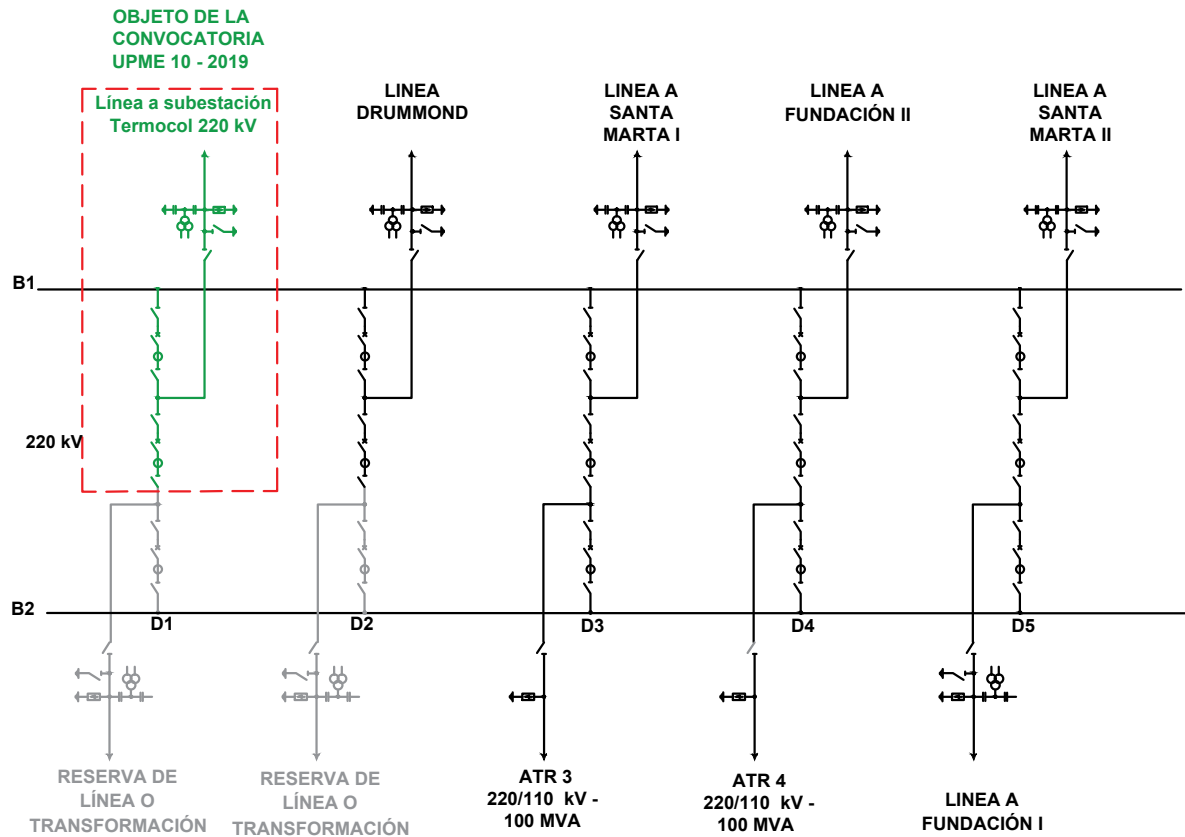 OBJETO DE LA
CONVOCATORIA
UPME 10 - 2019
Línea a subestación
Termocol 220 kV
LINEA
DRUMMOND
LINEA A
SANTA
MARTA I
LINEA A
FUNDACIÓN II
LINEA A
SANTA
MARTA II
B1
220 kV
B2
D1
D2
D3
D4
D5
RESERVA DE
LÍNEA O
TRANSFORMACIÓN
RESERVA DE
LÍNEA O
TRANSFORMACIÓN
ATR 3
220/110 kV -
100 MVA
ATR 4
220/110 kV -
100 MVA
LINEA A
FUNDACIÓN I